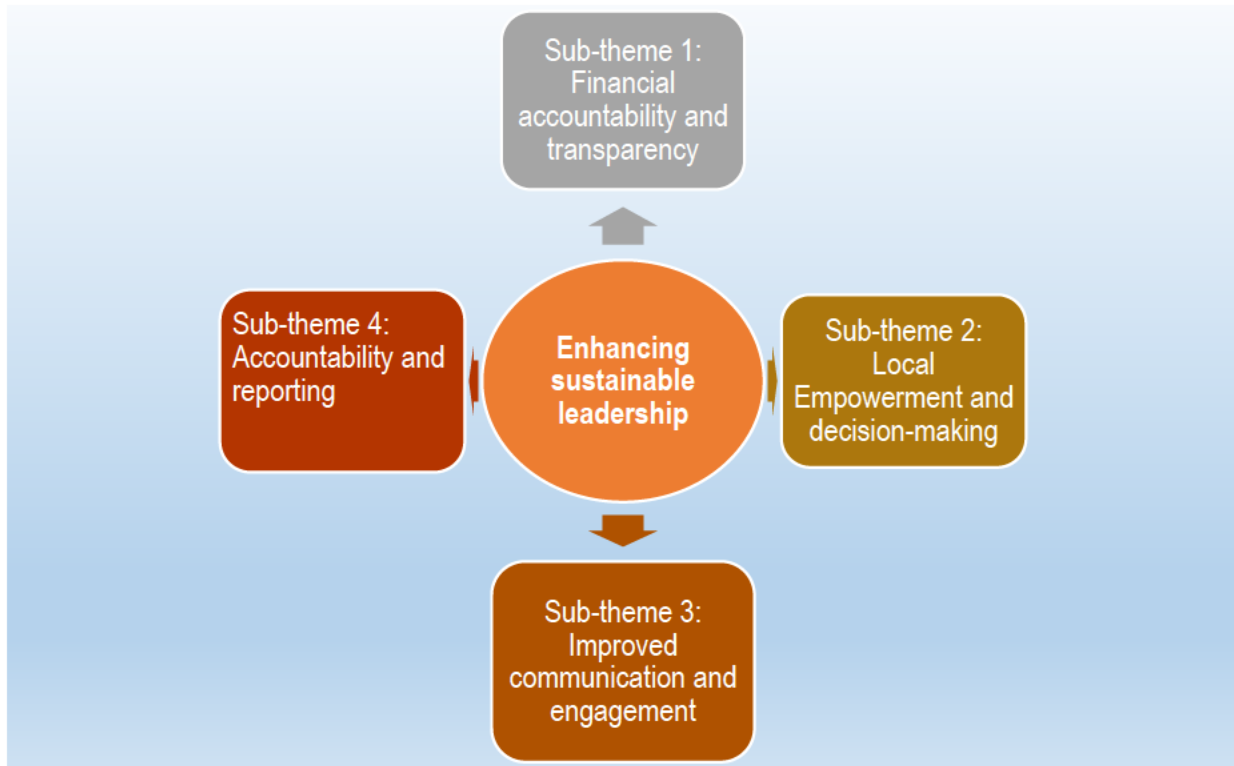 Sub-theme 1:
Financial
accountability and
transparency
Sub-theme 4:
Accountability and
reporting
Enhancing
sustainable
leadership
Sub-theme 2:
Local
Empowerment and
decision-making
Sub-theme 3:
Improved
communication and
engagement